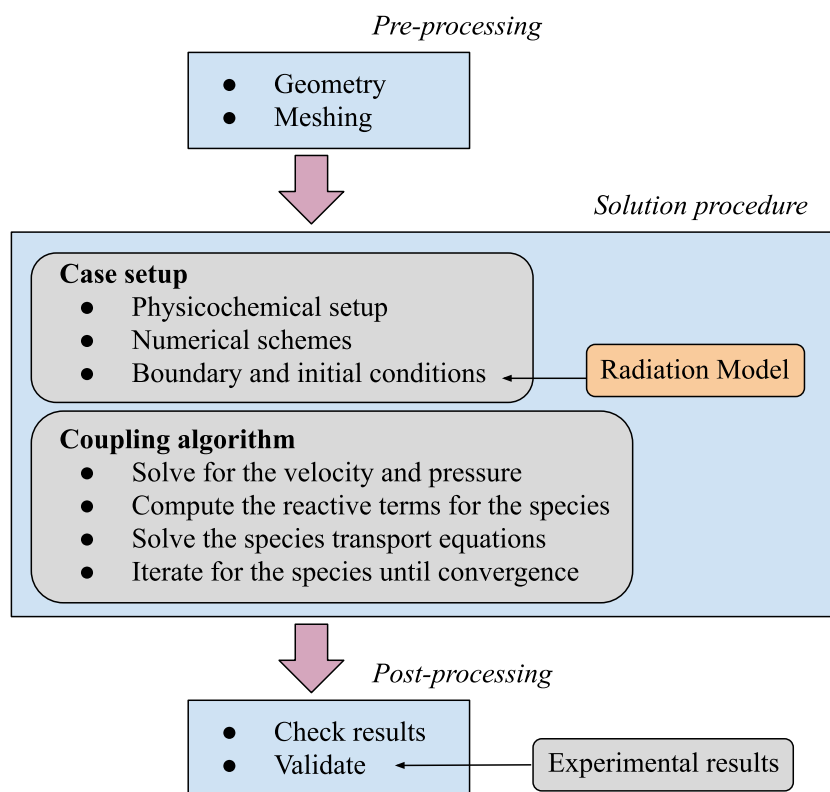 Pre-processing
● Geometry
● Meshing
Solution procedure
Case setup
● Physicochemical setup
● Numerical schemes
● Boundary and initial conditions
Radiation Model
Coupling algorithm
● Solve for the velocity and pressure
● Compute the reactive terms for the species
● Solve the species transport equations
● Iterate for the species until convergence
Post-processing
● Check results
● Validate
Experimental results